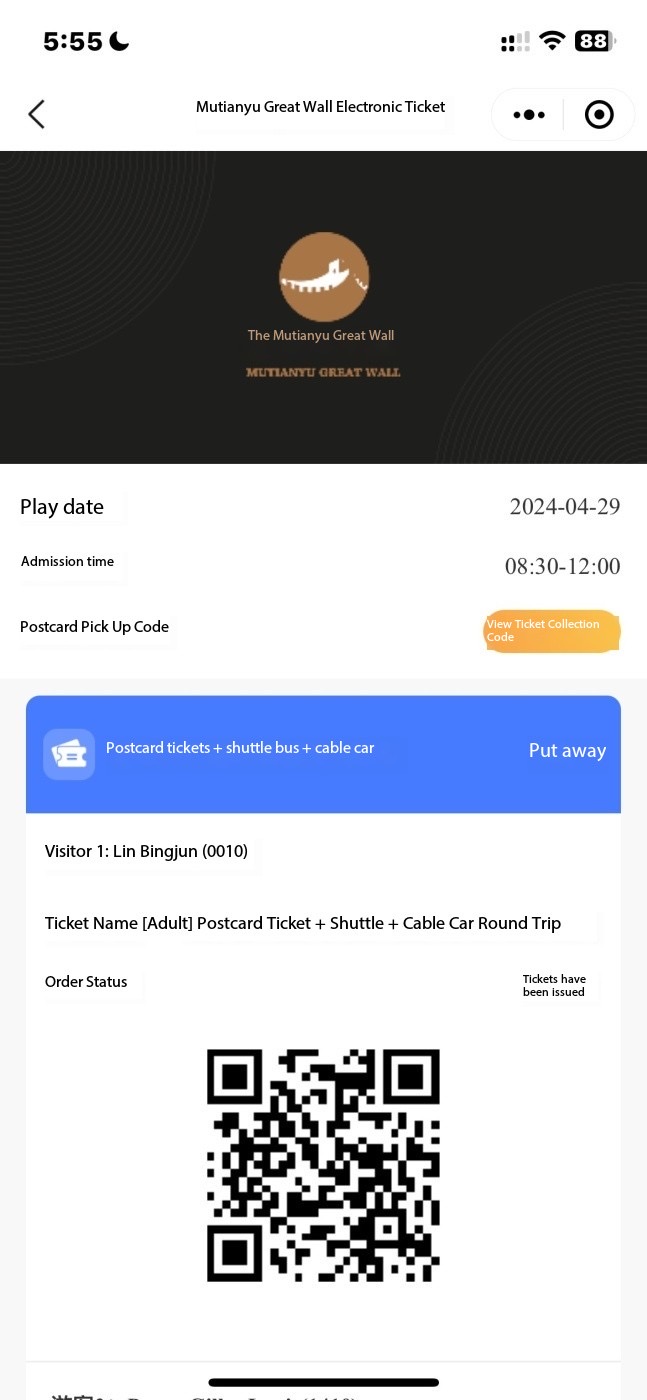 5:55
88
Mutianyu Great Wall Electronic Ticket
The Mutianyu Great Wall
MUTIANYU GREAT WALL
Play date
2024-04-29
Admission time
08:30-12:00
Postcard Pick Up Code
View Ticket Collection
Code
Postcard tickets + shuttle bus + cable car
Put away
Visitor 1: Lin Bingjun (0010)
Ticket Name [Adult] Postcard Ticket + Shuttle + Cable Car Round Trip
Order Status
Tickets have
been issued